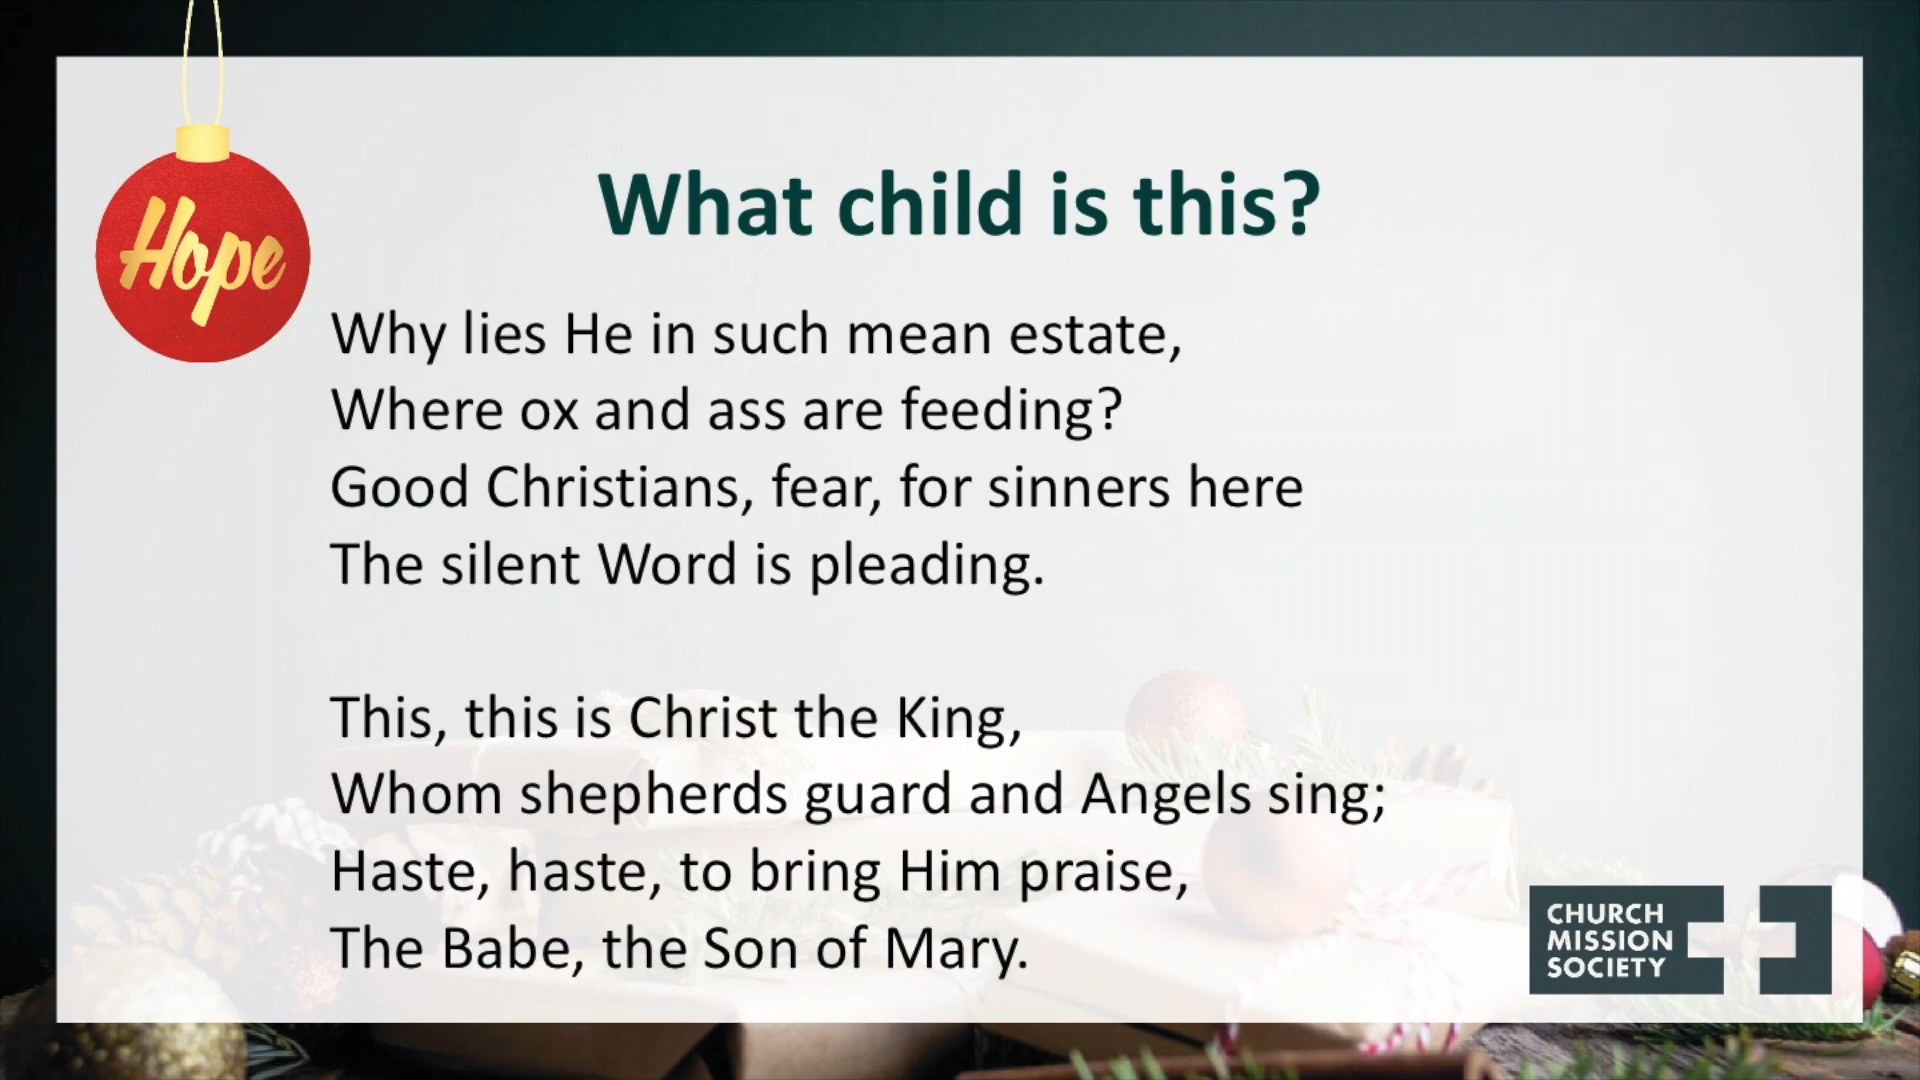 Hope
What child is this?
Why lies He in such mean estate,
Where ox and ass are feeding?
Good Christians, fear, for sinners here
The silent Word is pleading.
This, this is Christ the King,
Whom shepherds guard and Angels sing;
Haste, haste, to bring Him praise,
The Babe, the Son of Mary.
CHURCH
MISSION
SOCIETY